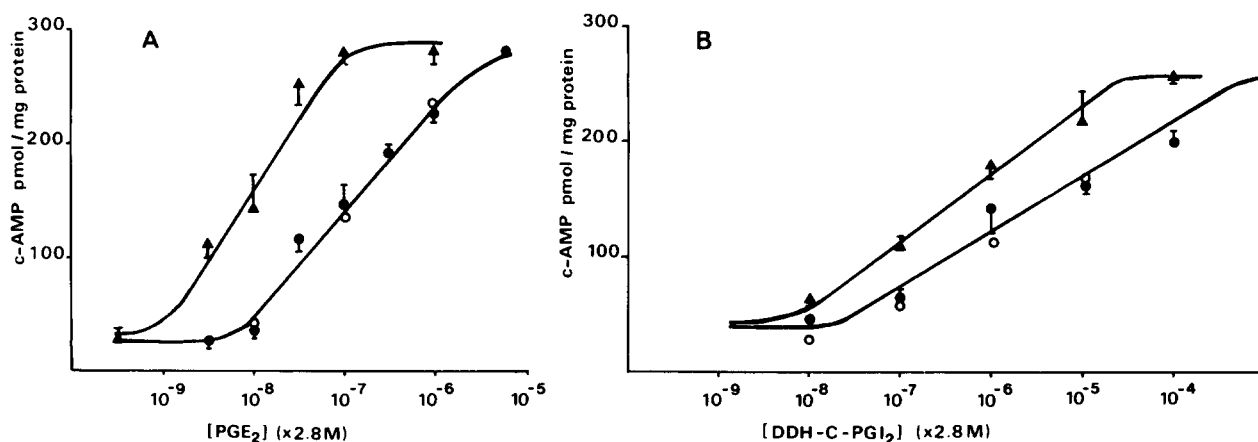 A
300
200
100
c-AMP pmol / mg protein
10⁻⁹ 10⁻⁸ 10⁻⁷ 10⁻⁶ 10⁻⁵
[PGE₂] (×2.8M)
B
300
200
100
c-AMP pmol / mg protein
10⁻⁹ 10⁻⁸ 10⁻⁷ 10⁻⁶ 10⁻⁵ 10⁻⁴
[DDH-C-PGI₂] (×2.8M)